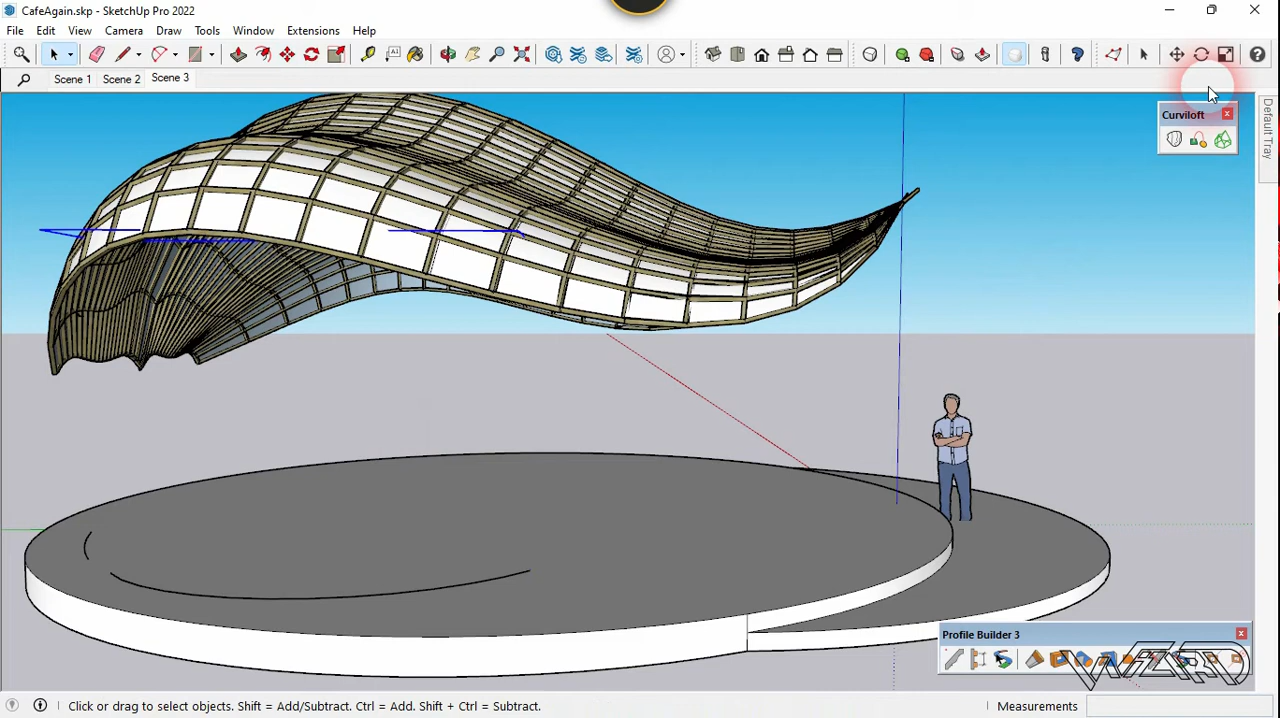 CafeAgain.skp - SketchUp Pro 2022
File Edit View Camera Draw Tools Window Extensions Help
Scene 1 Scene 2 Scene 3
Curviloft
Default Tray
Profile Builder 3
WIZARD
Click or drag to select objects. Shift = Add/Subtract. Ctrl = Add. Shift + Ctrl = Subtract.
Measurements